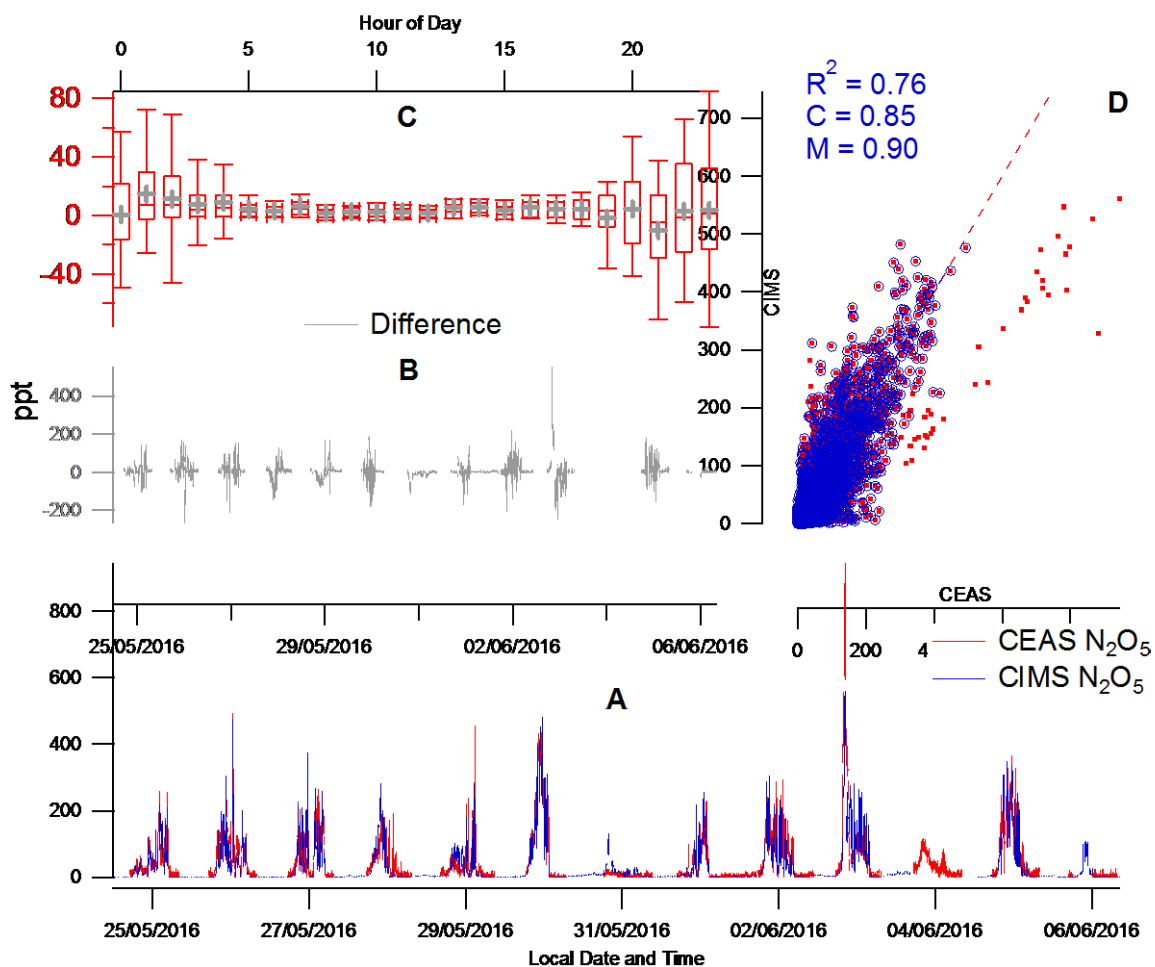 Hour of Day
0 5 10 15 20
80
40
0
-40
C
Difference
R2 = 0.76
C = 0.85
M = 0.90
D
700
600
500
400
300
200
100
0
CIMS
B
ppt
400
200
0
-200
25/05/2016 29/05/2016 02/06/2016 06/06/2016
CEAS
0 200 4
CEAS N2O5
CIMS N2O5
A
800
600
400
200
0
25/05/2016 27/05/2016 29/05/2016 31/05/2016 02/06/2016 04/06/2016 06/06/2016
Local Date and Time